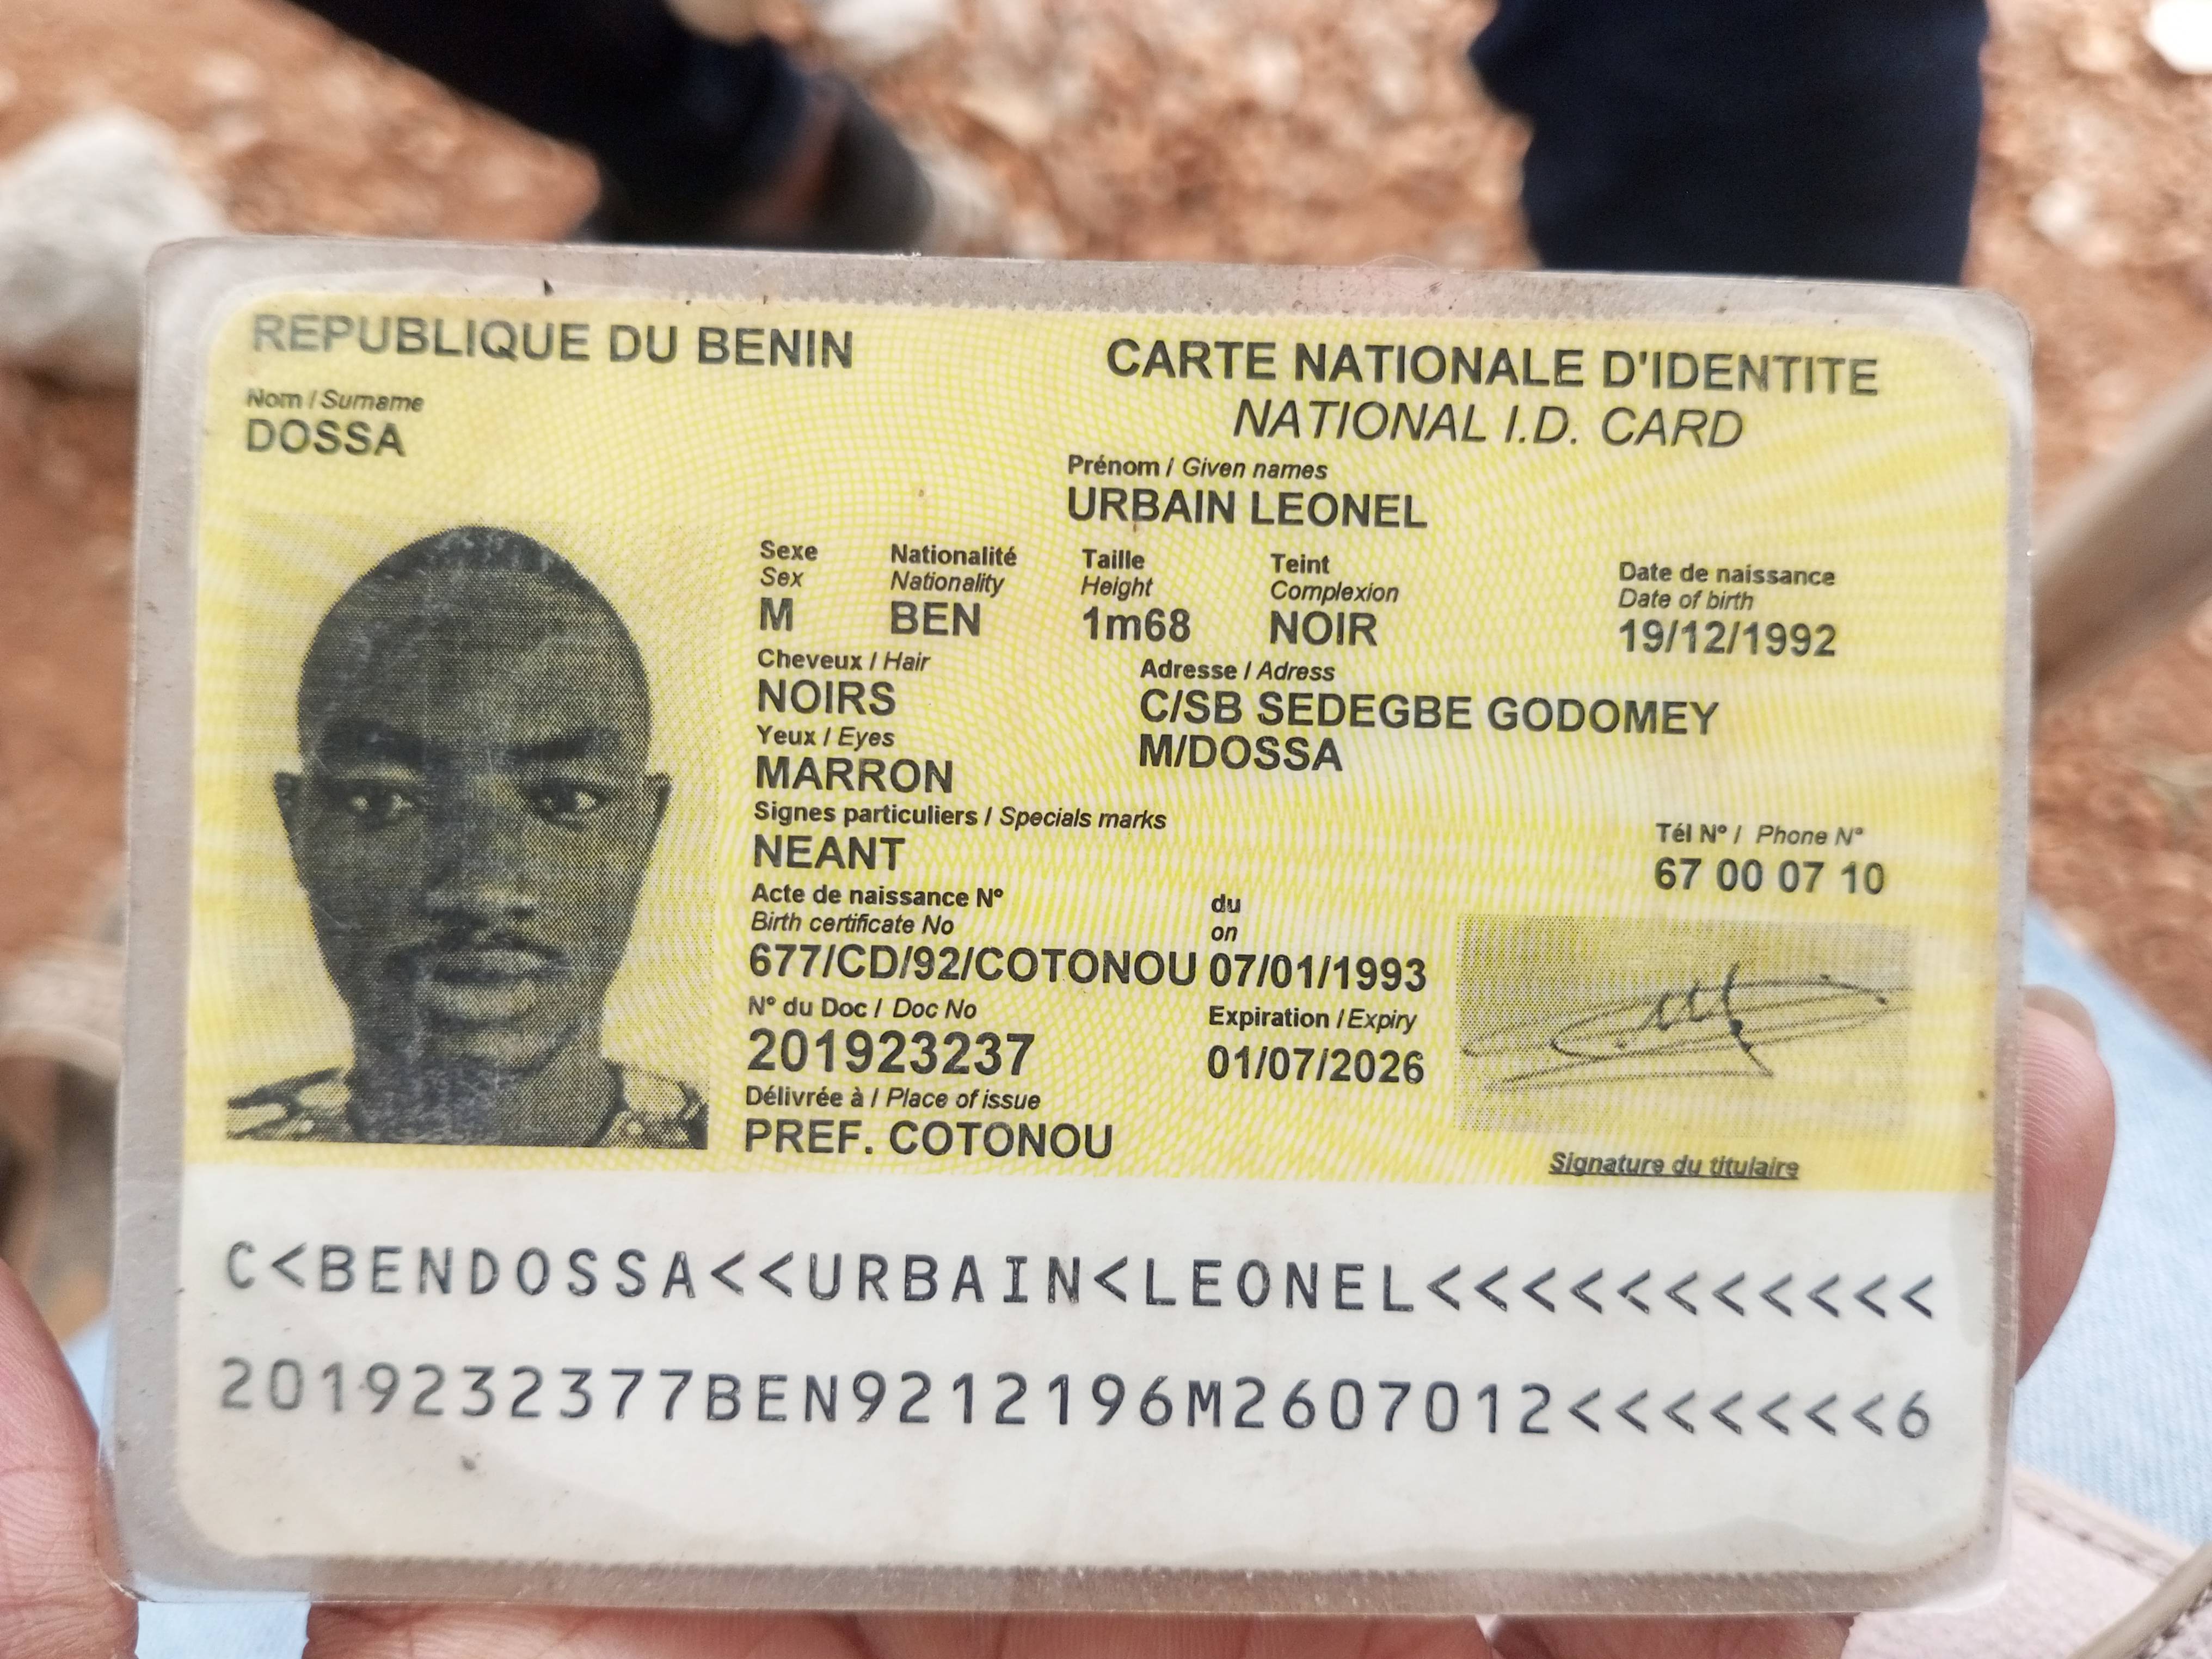 REPUBLIQUE DU BENIN
CARTE NATIONALE D'IDENTITE
NATIONAL I.D. CARD
Nom / Surname
DOSSA
Prénom / Given names
URBAIN LEONEL
Sexe Nationalité Taille Teint Date de naissance
Sex Nationality Height Complexion Date of birth
M BEN 1m68 NOIR 19/12/1992
Cheveux / Hair Adresse / Adress
NOIRS C/SB SEDEGBE GODOMEY
Yeux / Eyes M/DOSSA
MARRON
Signes particuliers / Specials marks Tél N° / Phone N°
NEANT 67 00 07 10
Acte de naissance N° du
Birth certificate No on
677/CD/92/COTONOU 07/01/1993
N° du Doc / Doc No Expiration / Expiry
201923237 01/07/2026
Délivrée à / Place of issue
PREF. COTONOU
Signature du titulaire
C<BENDOSSA<<URBAIN<LEONEL<<<<<<<<<<<
2019232377BEN9212196M2607012<<<<<<<6